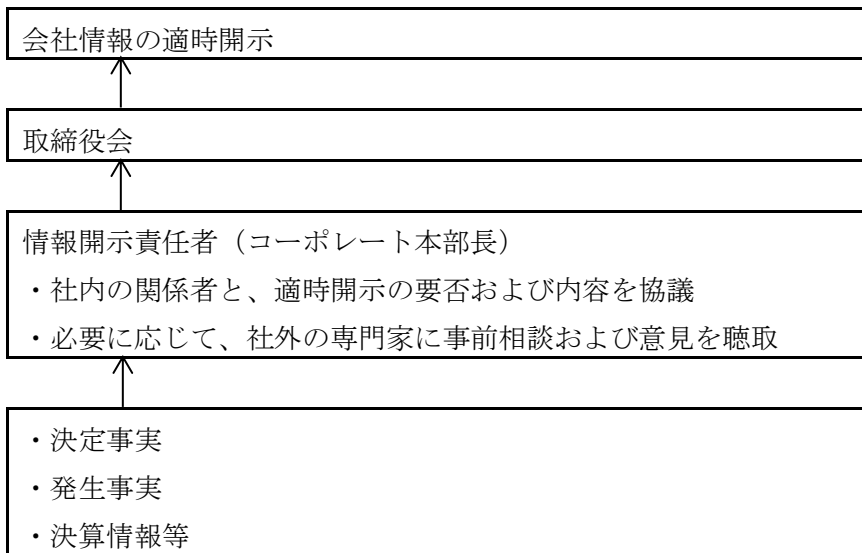 会社情報の適時開示
取締役会
情報開示責任者（コーポレート本部長）
・社内の関係者と、適時開示の要否および内容を協議
・必要に応じて、社外の専門家に事前相談および意見を聴取
・決定事実
・発生事実
・決算情報等